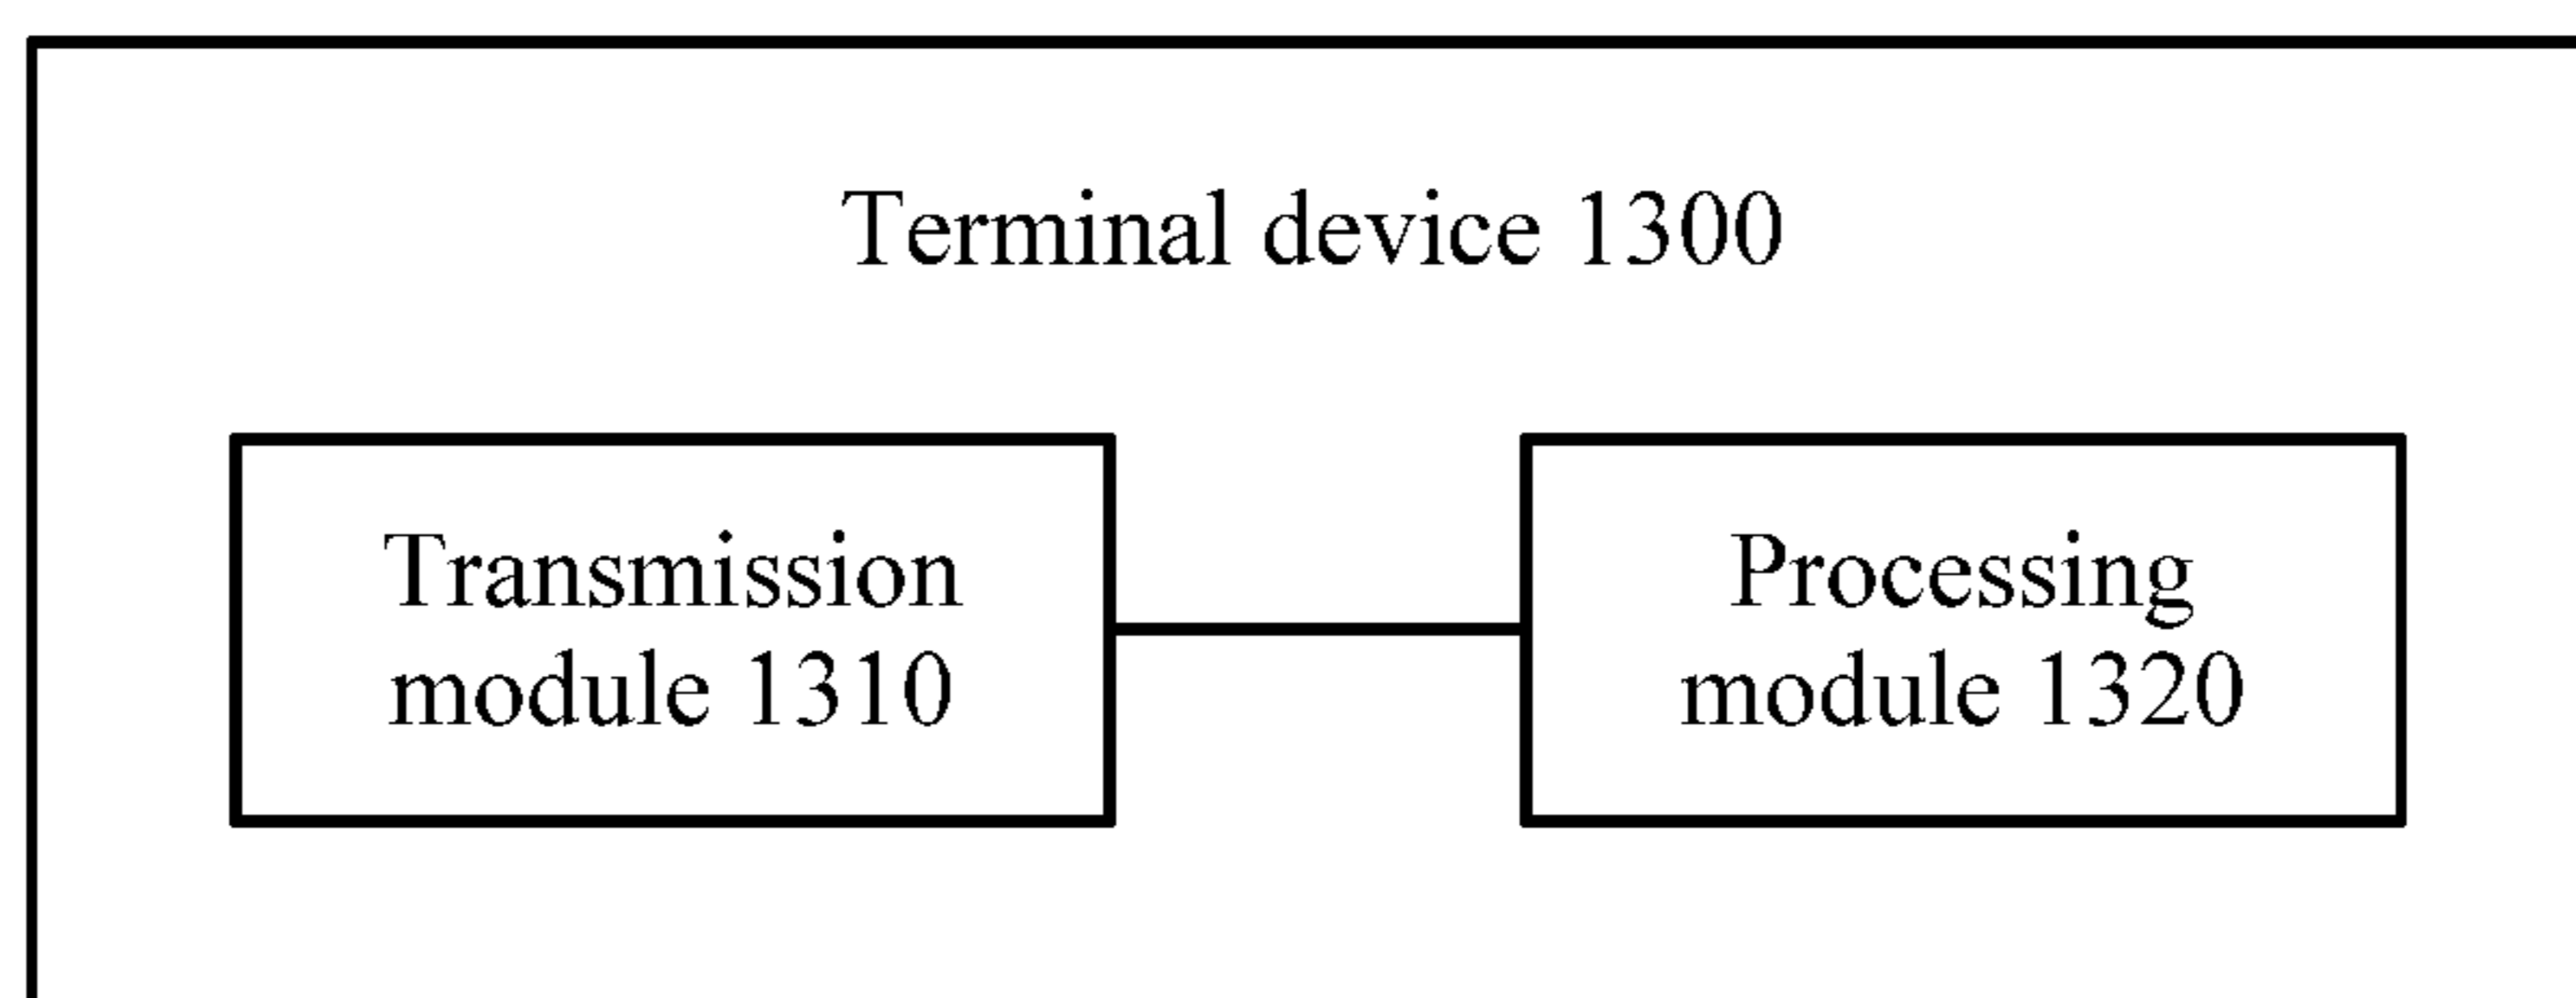 Terminal device 1300
Transmission
module 1310
Processing
module 1320